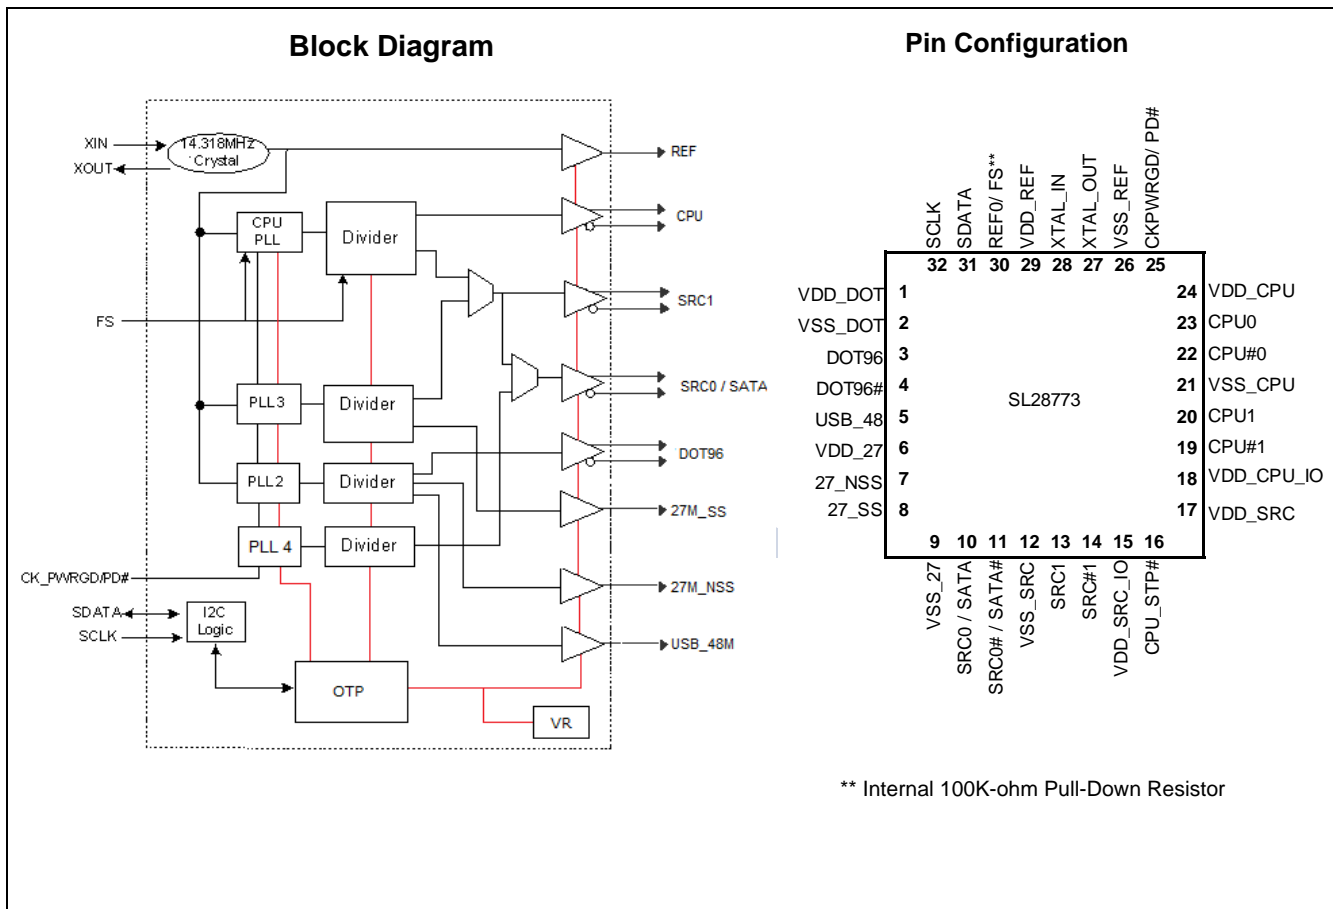 Block Diagram
XIN
XOUT
14.318MHz
Crystal
REF
CPU
PLL
Divider
CPU
FS
SRC1
PLL3
Divider
SRC0 / SATA
PLL2
Divider
DOT96
27M_SS
PLL 4
Divider
CK_PWRGD/PD#
27M_NSS
SDATA
SCLK
I2C
Logic
USB_48M
OTP
VR
Pin Configuration
SCLK
SDATA
REF0/ FS**
VDD_REF
XTAL_IN
XTAL_OUT
VSS_REF
CKPWRGD/ PD#
32 31 30 29 28 27 26 25
VDD_DOT 1
VSS_DOT 2
DOT96 3
DOT96# 4
USB_48 5
VDD_27 6
27_NSS 7
27_SS 8
SL28773
24 VDD_CPU
23 CPU0
22 CPU#0
21 VSS_CPU
20 CPU1
19 CPU#1
18 VDD_CPU_IO
17 VDD_SRC
9 10 11 12 13 14 15 16
VSS_27
SRC0 / SATA
SRC0# / SATA#
VSS_SRC
SRC1
SRC#1
VDD_SRC_IO
CPU_STP#
** Internal 100K-ohm Pull-Down Resistor